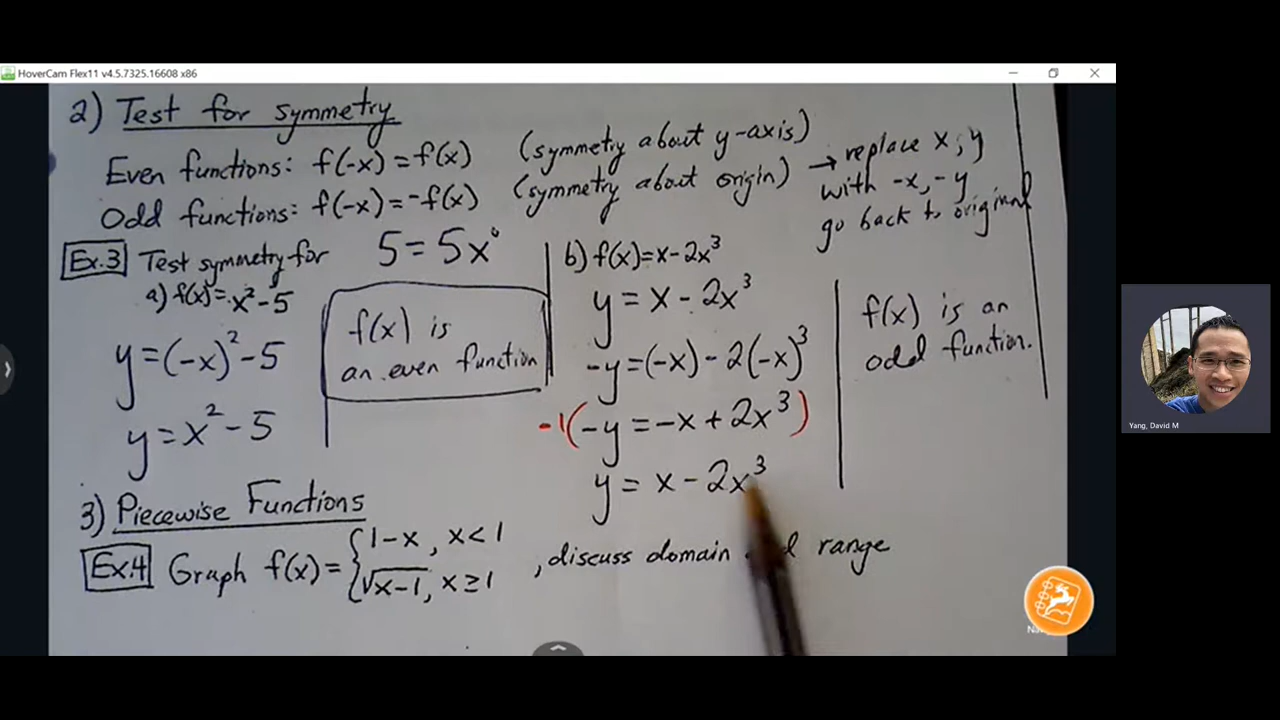 HoverCam Flex11 v4.5.7325.16608 x86
2) Test for symmetry
Even functions: f(-x) = f(x) (symmetry about y-axis)
Odd functions: f(-x) = -f(x) (symmetry about origin)
→ replace x, y
with -x, -y
go back to original
Ex.3 Test symmetry for
a) f(x) = x² - 5
y = (-x)² - 5
y = x² - 5
5 = 5x⁰
f(x) is
an even function
b) f(x) = x - 2x³
y = x - 2x³
-y = (-x) - 2(-x)³
-1(-y = -x + 2x³)
y = x - 2x³
f(x) is an
odd function.
3) Piecewise Functions
Ex.4 Graph f(x) = { 1-x, x < 1
√x-1, x ≥ 1
, discuss domain range
Yang, David M